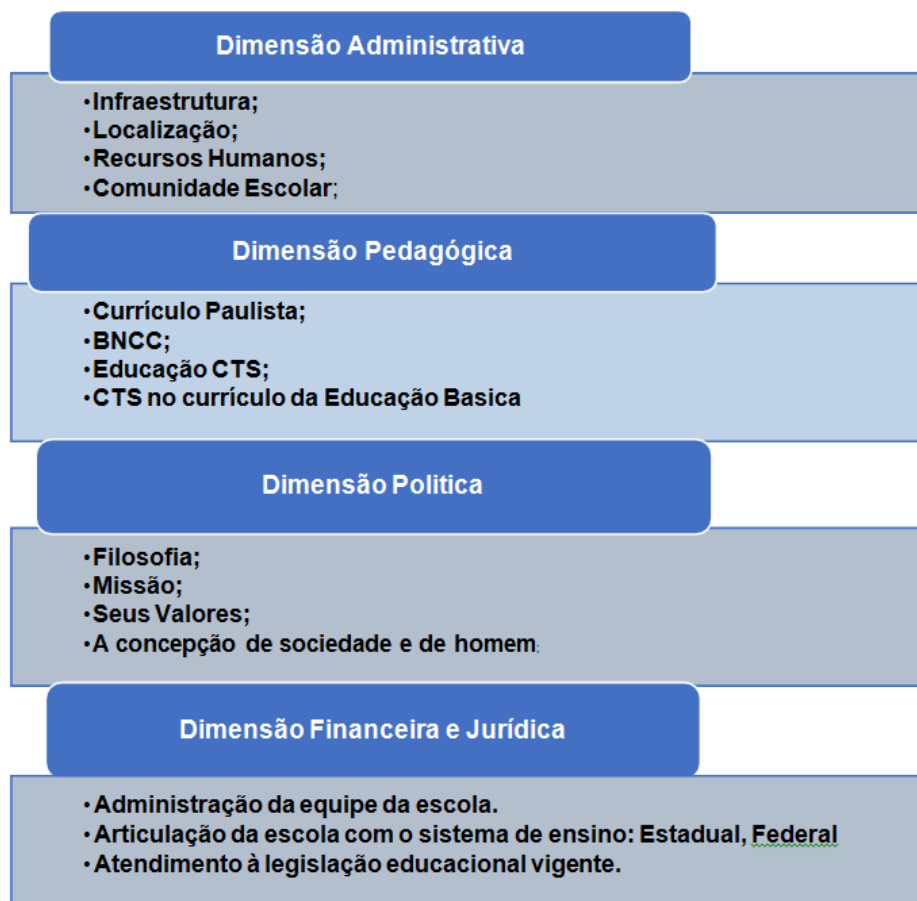 Dimensão Administrativa
•Infraestrutura;
•Localização;
•Recursos Humanos;
•Comunidade Escolar;
Dimensão Pedagógica
•Currículo Paulista;
•BNCC;
•Educação CTS;
•CTS no currículo da Educação Basica
Dimensão Politica
•Filosofia;
•Missão;
•Seus Valores;
•A concepção de sociedade e de homem;
Dimensão Financeira e Jurídica
•Administração da equipe da escola.
•Articulação da escola com o sistema de ensino: Estadual, Federal
•Atendimento à legislação educacional vigente.